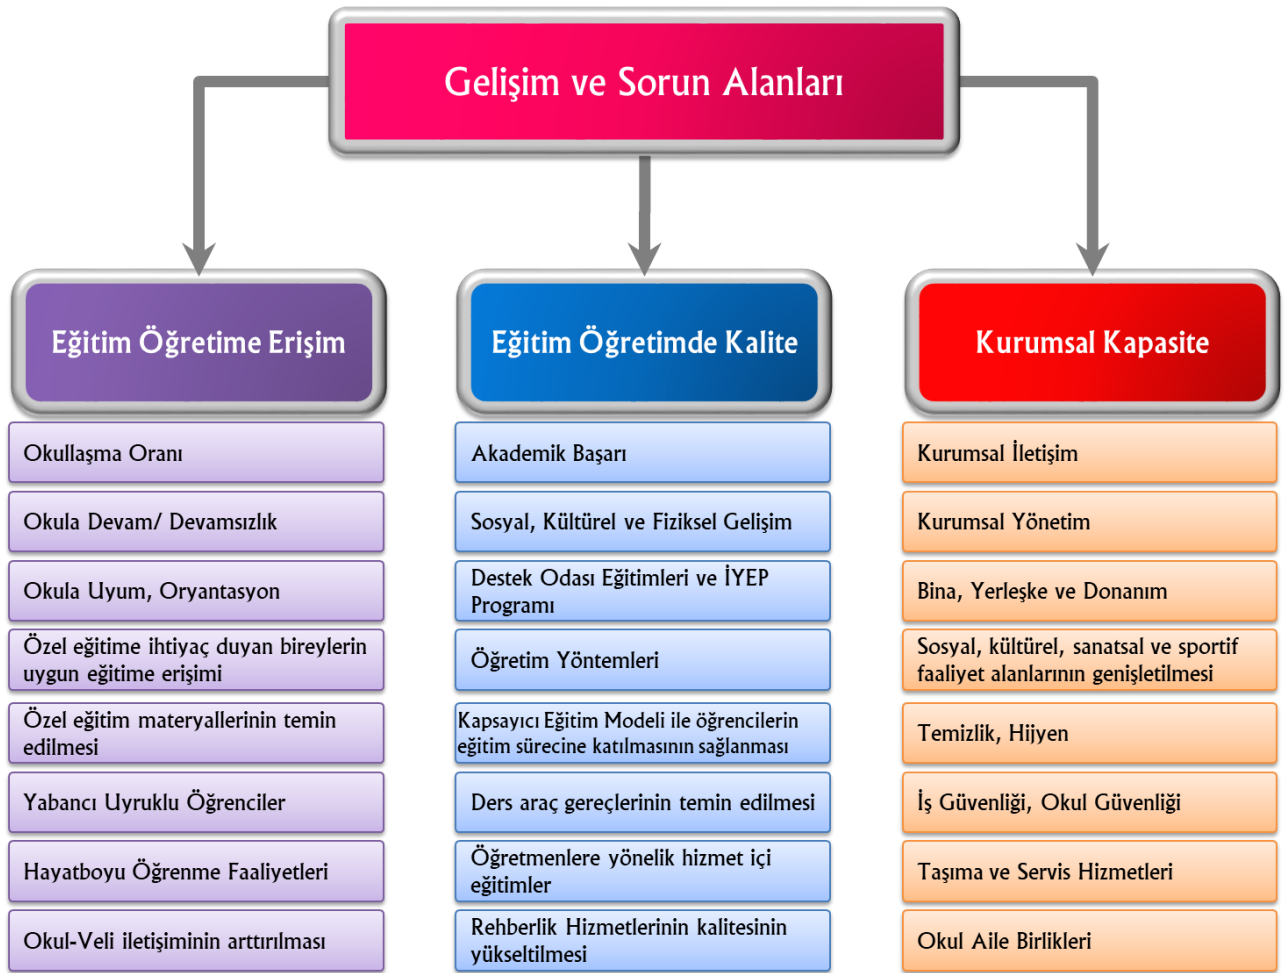 Gelişim ve Sorun Alanları
Eğitim Öğretime Erişim
Okullaşma Oranı
Okula Devam/ Devamsızlık
Okula Uyum, Oryantasyon
Özel eğitime ihtiyaç duyan bireylerin
uygun eğitime erişimi
Özel eğitim materyallerinin temin
edilmesi
Yabancı Uyruklu Öğrenciler
Hayatboyu Öğrenme Faaliyetleri
Okul-Veli iletişiminin arttırılması
Eğitim Öğretimde Kalite
Akademik Başarı
Sosyal, Kültürel ve Fiziksel Gelişim
Destek Odası Eğitimleri ve İYEP
Programı
Öğretim Yöntemleri
Kapsayıcı Eğitim Modeli ile öğrencilerin
eğitim sürecine katılmasının sağlanması
Ders araç gereçlerinin temin edilmesi
Öğretmenlere yönelik hizmet içi
eğitimler
Rehberlik Hizmetlerinin kalitesinin
yükseltilmesi
Kurumsal Kapasite
Kurumsal İletişim
Kurumsal Yönetim
Bina, Yerleşke ve Donanım
Sosyal, kültürel, sanatsal ve sportif
faaliyet alanlarının genişletilmesi
Temizlik, Hijyen
İş Güvenliği, Okul Güvenliği
Taşıma ve Servis Hizmetleri
Okul Aile Birlikleri